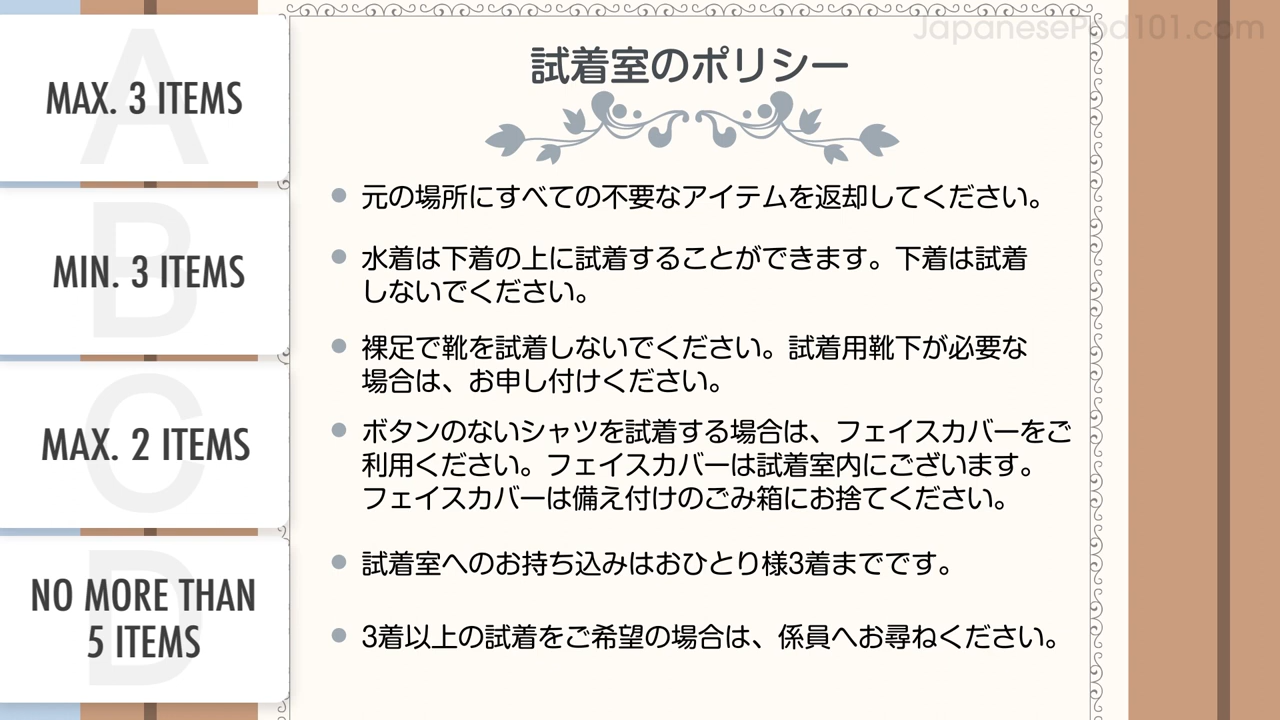 JapanesePod101.com
A
MAX. 3 ITEMS
B
MIN. 3 ITEMS
C
MAX. 2 ITEMS
D
NO MORE THAN
5 ITEMS
試着室のポリシー
元の場所にすべての不要なアイテムを返却してください。
水着は下着の上に試着することができます。下着は試着
しないでください。
裸足で靴を試着しないでください。試着用靴下が必要な
場合は、お申し付けください。
ボタンのないシャツを試着する場合は、フェイスカバーをご
利用ください。フェイスカバーは試着室内にございます。
フェイスカバーは備え付けのごみ箱にお捨てください。
試着室へのお持ち込みはおひとり様3着までです。
3着以上の試着をご希望の場合は、係員へお尋ねください。